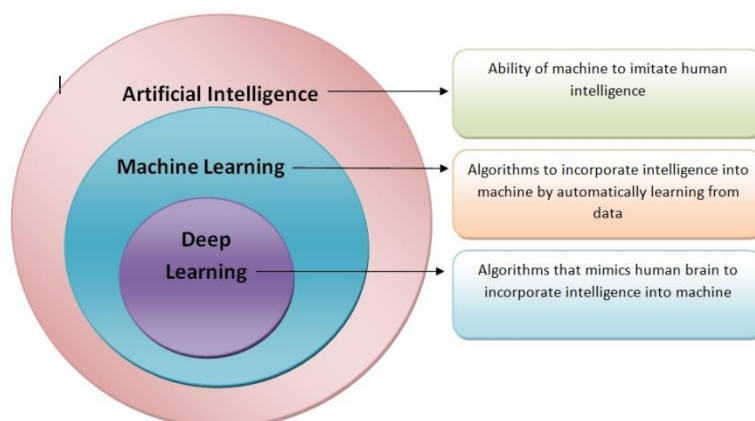 Artificial Intelligence
Ability of machine to imitate human
intelligence
Machine Learning
Algorithms to incorporate intelligence into
machine by automatically learning from
data
Deep
Learning
Algorithms that mimics human brain to
incorporate intelligence into machine